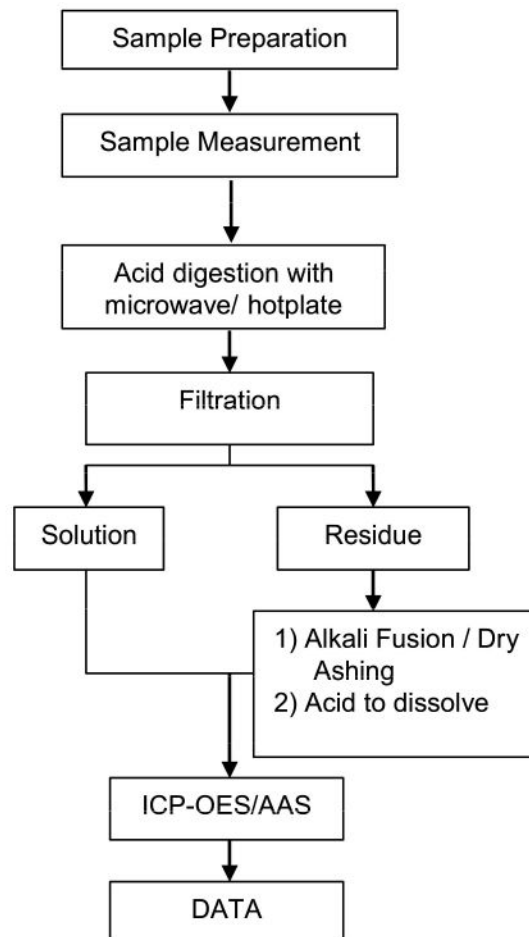 Sample Preparation
Sample Measurement
Acid digestion with
microwave/ hotplate
Filtration
Solution
Residue
1) Alkali Fusion / Dry
Ashing
2) Acid to dissolve
ICP-OES/AAS
DATA